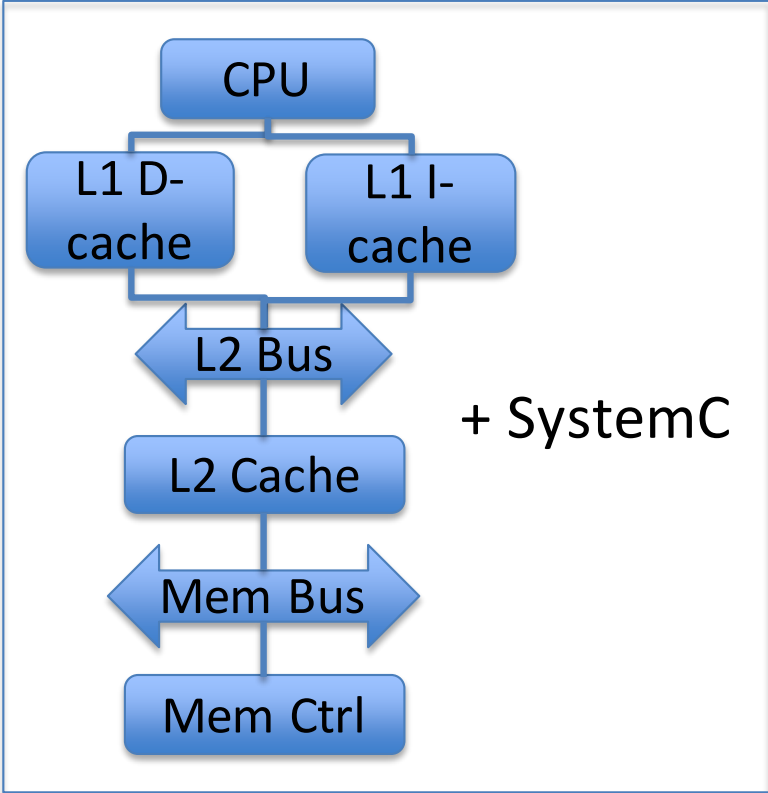 CPU
L1 D-
cache
L1 I-
cache
L2 Bus
+ SystemC
L2 Cache
Mem Bus
Mem Ctrl